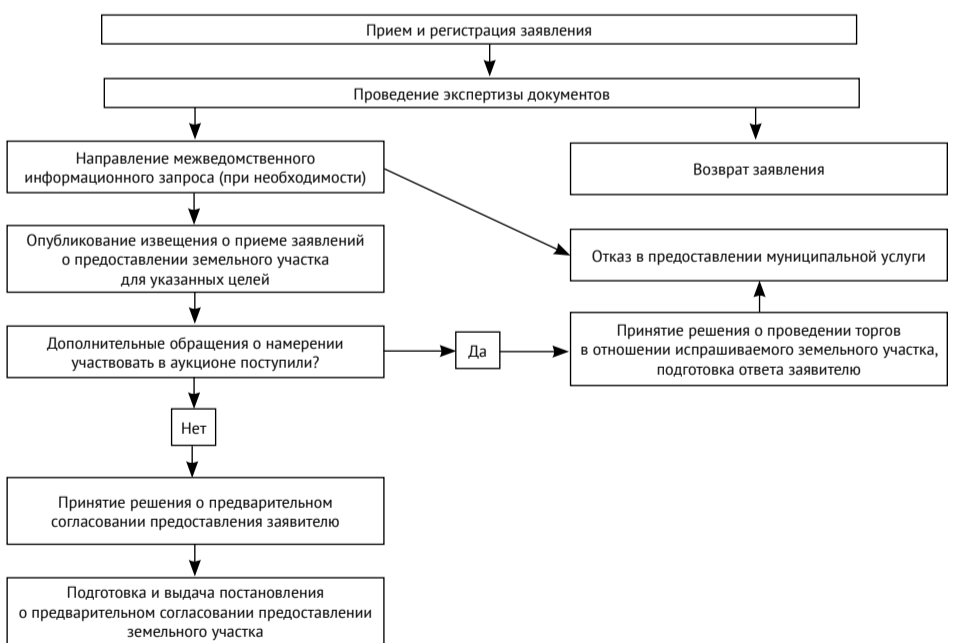 Прием и регистрация заявления
Проведение экспертизы документов
Направление межведомственного
информационного запроса (при необходимости)
Возврат заявления
Опубликование извещения о приеме заявлений
о предоставлении земельного участка
для указанных целей
Отказ в предоставлении муниципальной услуги
Дополнительные обращения о намерении
участвовать в аукционе поступили?
Да
Принятие решения о проведении торгов
в отношении испрашиваемого земельного участка,
подготовка ответа заявителю
Нет
Принятие решения о предварительном
согласовании предоставления заявителю
Подготовка и выдача постановления
о предварительном согласовании предоставлении
земельного участка